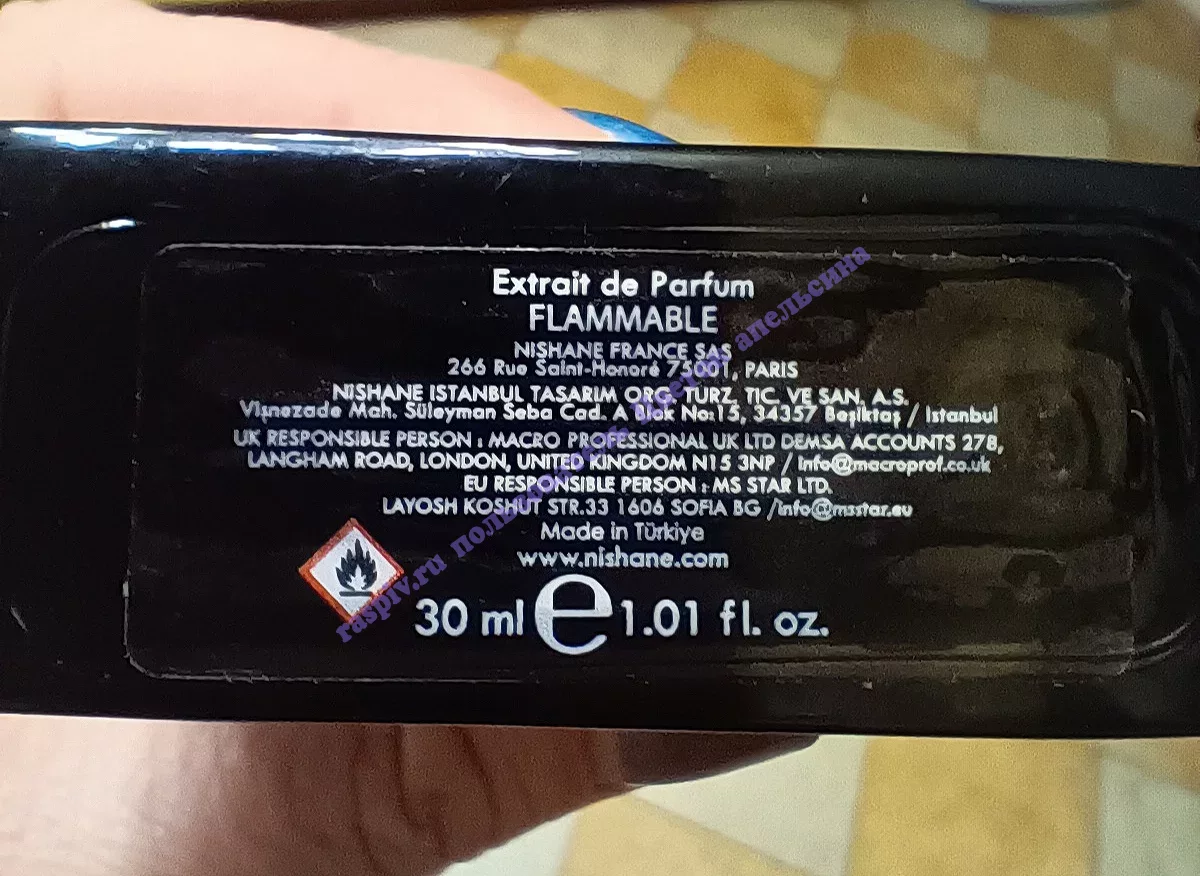 Extrait de Parfum
FLAMMABLE
NISHANE FRANCE SAS
266 Rue Saint-Honoré 75001, PARIS
NISHANE ISTANBUL TASARIM ORG. TURZ. TIC. VE SAN. A.S.
Vişnezade Mah. Süleyman Seba Cad. A Blok No:15, 34357 Beşiktaş / Istanbul
UK RESPONSIBLE PERSON : MACRO PROFESSIONAL UK LTD DEMSA ACCOUNTS 278,
LANGHAM ROAD, LONDON, UNITED KINGDOM N15 3NP / info@macroprof.co.uk
EU RESPONSIBLE PERSON : MS STAR LTD.
LAYOSH KOSHUT STR.33 1606 SOFIA BG /info@msstar.eu
Made in Türkiye
www.nishane.com
30 ml e 1.01 fl. oz.
raspiv.ru пользователь Цветок апельсина